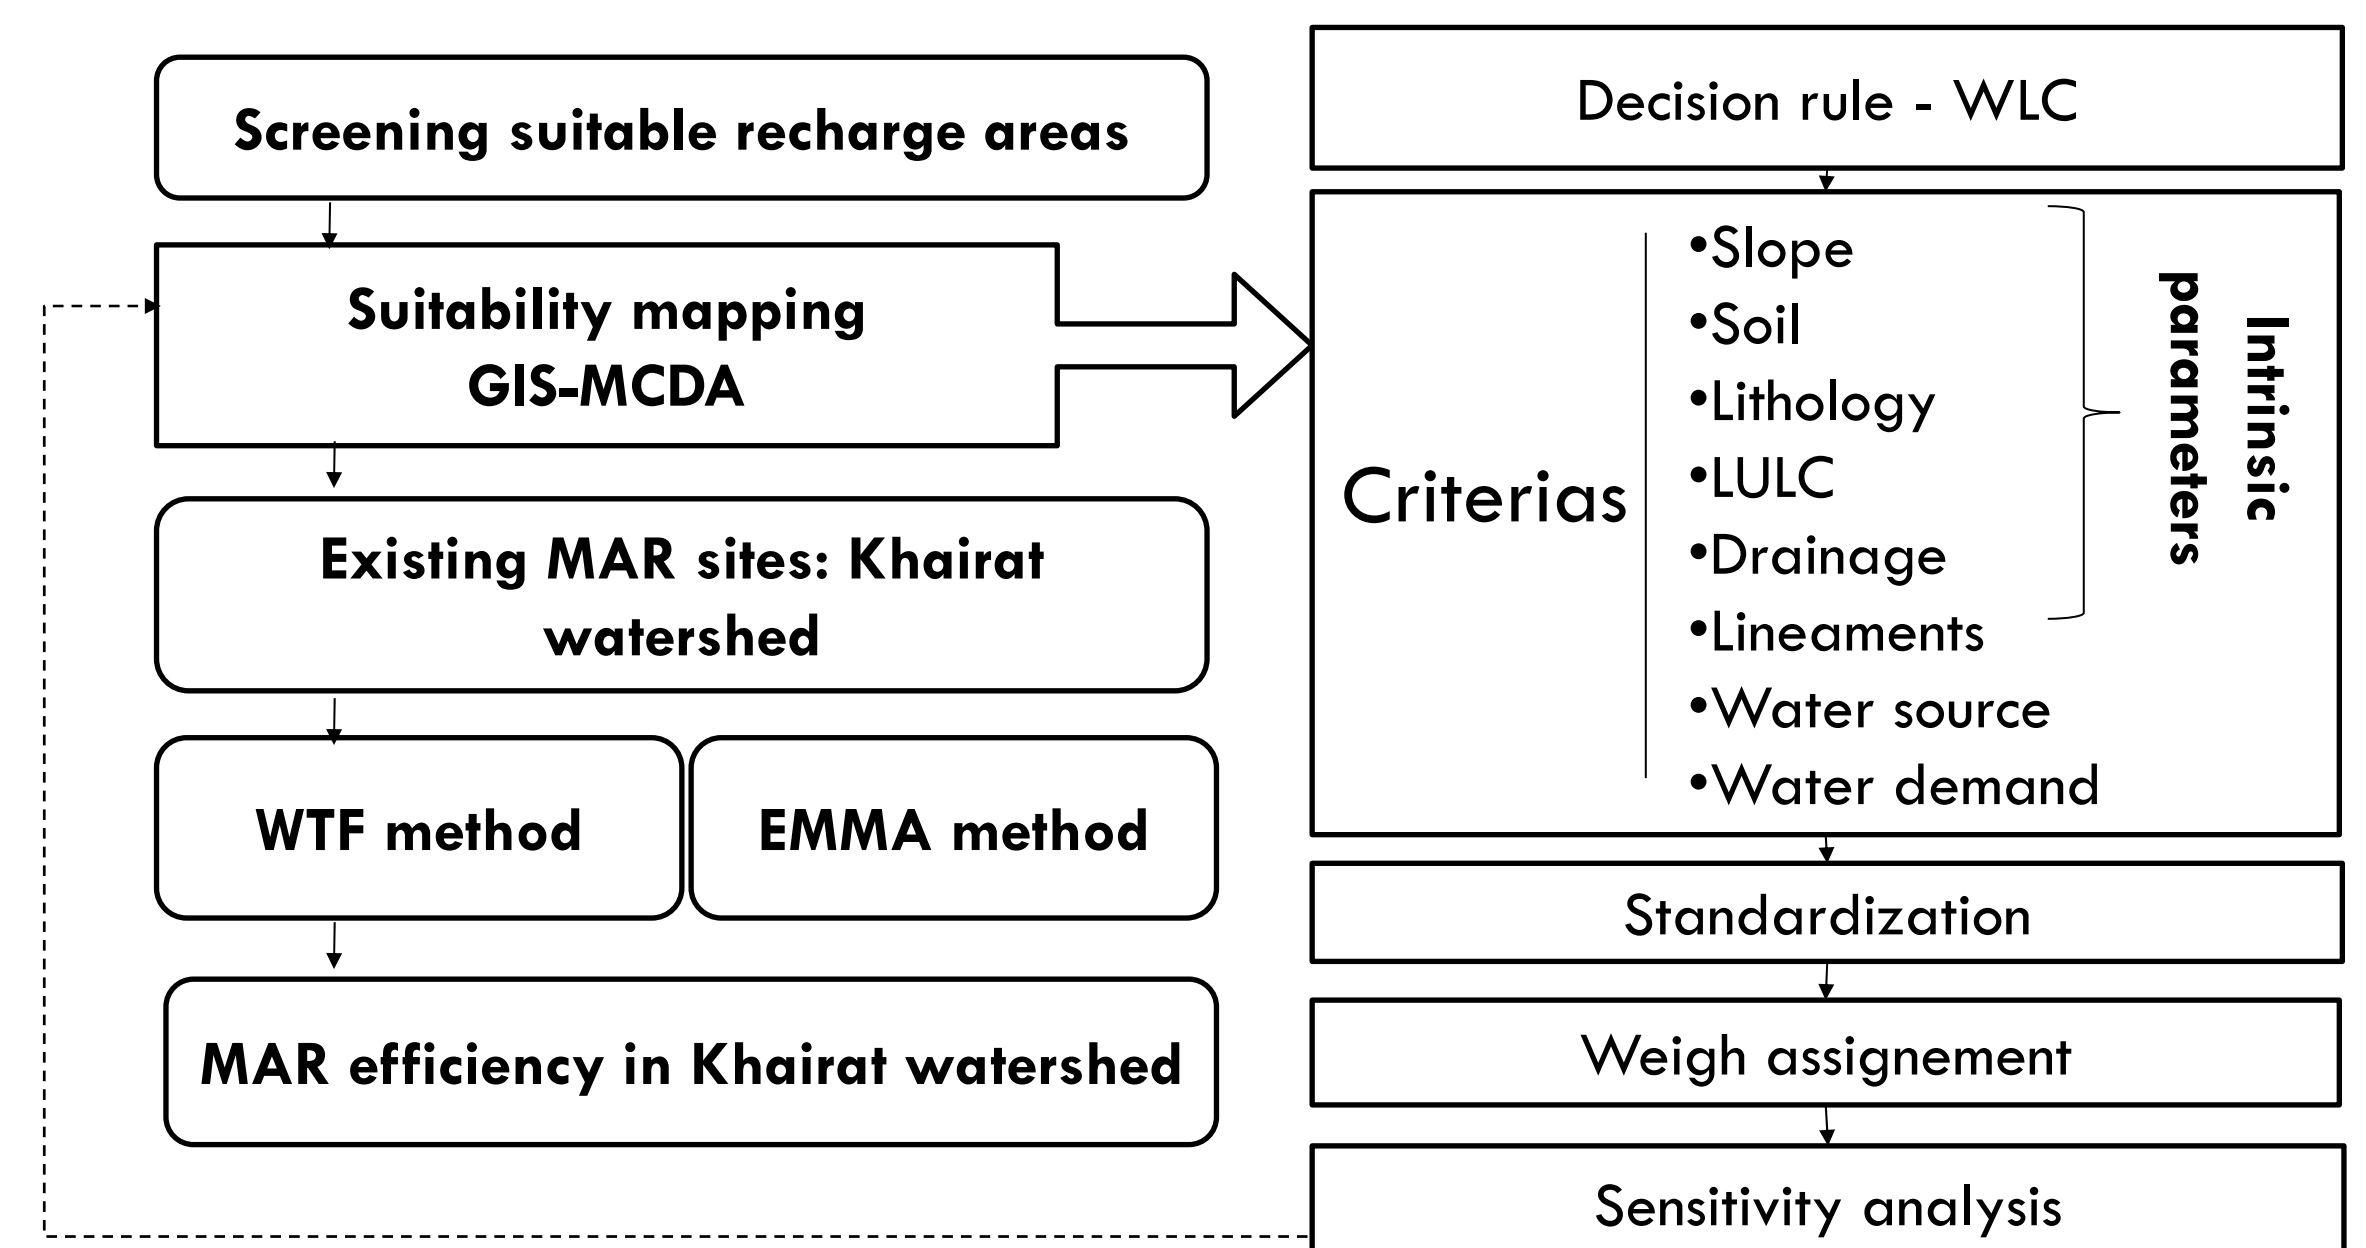 Screening suitable recharge areas
Suitability mapping
GIS-MCDA
Existing MAR sites: Khairat
watershed
WTF method
EMMA method
MAR efficiency in Khairat watershed
Decision rule - WLC
Criterias
•Slope
•Soil
•Lithology
•LULC
•Drainage
•Lineaments
•Water source
•Water demand
Intrinsic
parameters
Standardization
Weigh assignement
Sensitivity analysis